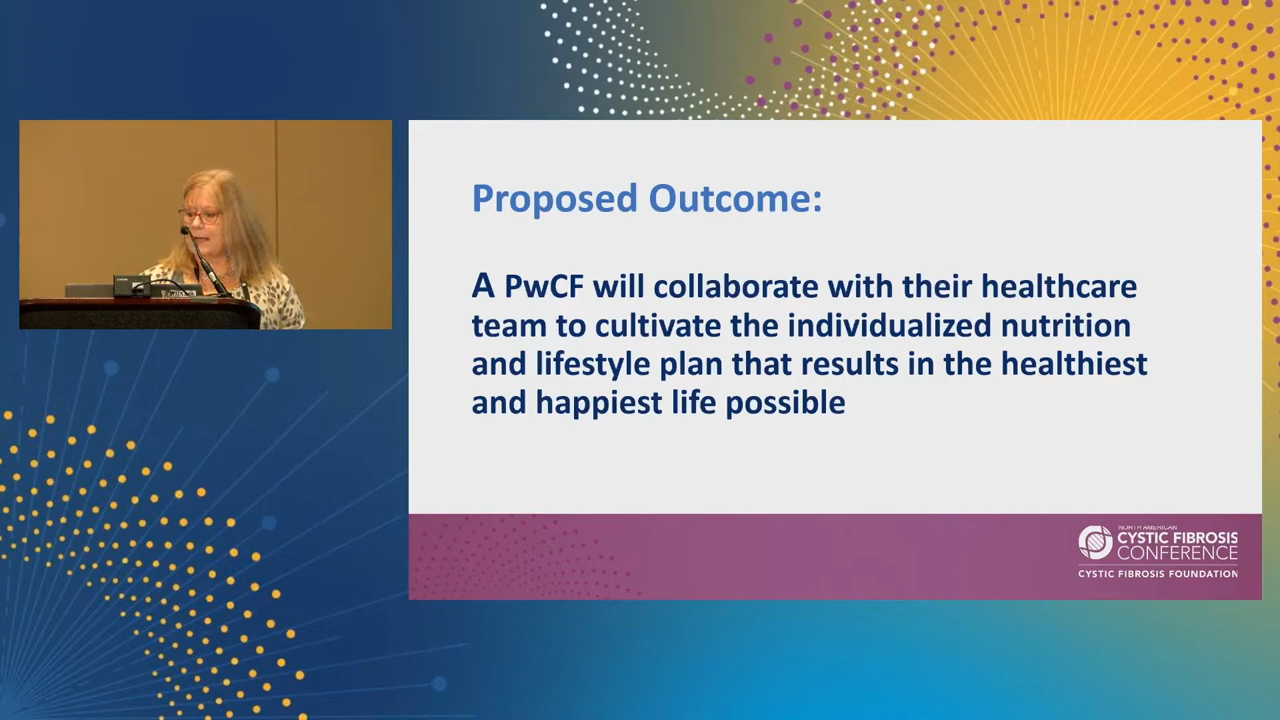 Proposed Outcome:
A PwCF will collaborate with their healthcare
team to cultivate the individualized nutrition
and lifestyle plan that results in the healthiest
and happiest life possible
NORTH AMERICAN
CYSTIC FIBROSIS
CONFERENCE
CYSTIC FIBROSIS FOUNDATION